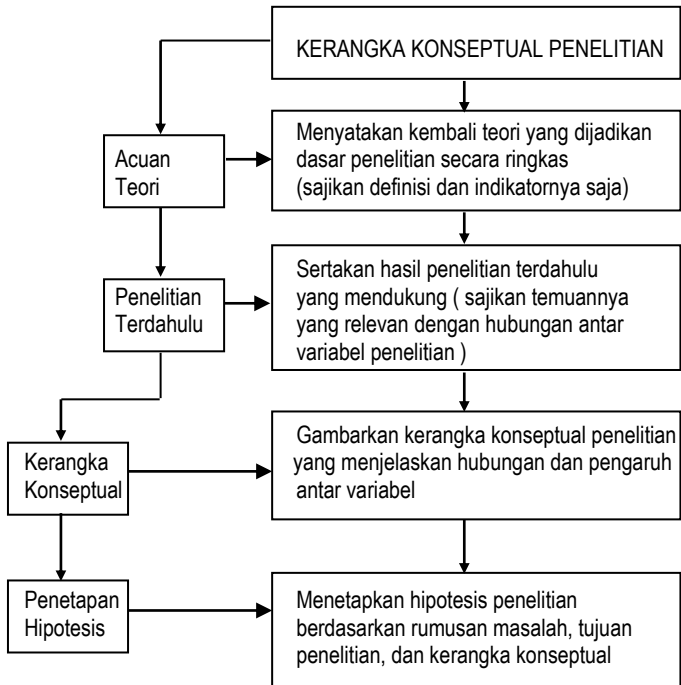 KERANGKA KONSEPTUAL PENELITIAN
Acuan
Teori
Menyatakan kembali teori yang dijadikan
dasar penelitian secara ringkas
(sajikan definisi dan indikatornya saja)
Penelitian
Terdahulu
Sertakan hasil penelitian terdahulu
yang mendukung ( sajikan temuannya
yang relevan dengan hubungan antar
variabel penelitian )
Kerangka
Konseptual
Gambarkan kerangka konseptual penelitian
yang menjelaskan hubungan dan pengaruh
antar variabel
Penetapan
Hipotesis
Menetapkan hipotesis penelitian
berdasarkan rumusan masalah, tujuan
penelitian, dan kerangka konseptual